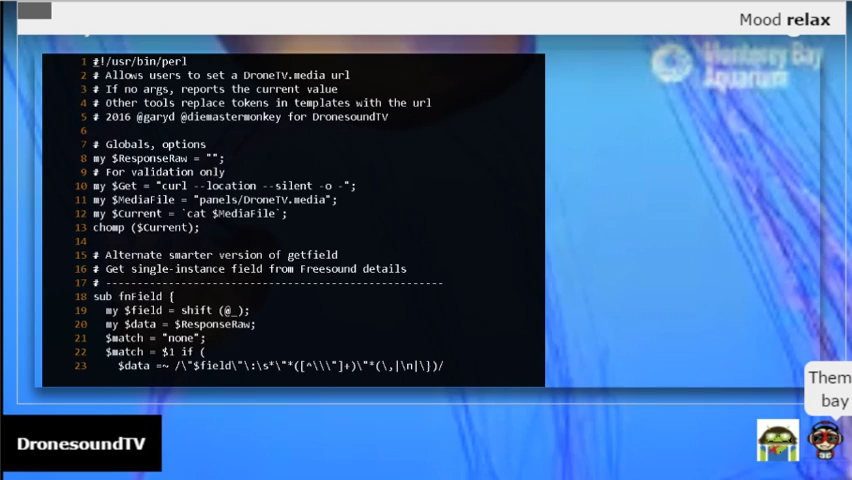 Mood relax
Monterey Bay
Aquarium
1 #!/usr/bin/perl
2 # Allows users to set a DroneTV.media url
3 # If no args, reports the current value
4 # Other tools replace tokens in templates with the url
5 # 2016 @garyd @diemastermonkey for DronesoundTV
6
7 # Globals, options
8 my $ResponseRaw = "";
9 # For validation only
10 my $Get = "curl --location --silent -o -";
11 my $MediaFile = "panels/DroneTV.media";
12 my $Current = `cat $MediaFile`;
13 chomp ($Current);
14
15 # Alternate smarter version of getfield
16 # Get single-instance field from Freesound details
17 # --------------------------------------------------
18 sub fnField {
19 my $field = shift (@_);
20 my $data = $ResponseRaw;
21 $match = "none";
22 $match = $1 if (
23 $data =~ /\"$field\"\:\s*\"*([^\\\"]+)\"*(\,|\n|\})/
Them
bay
DronesoundTV